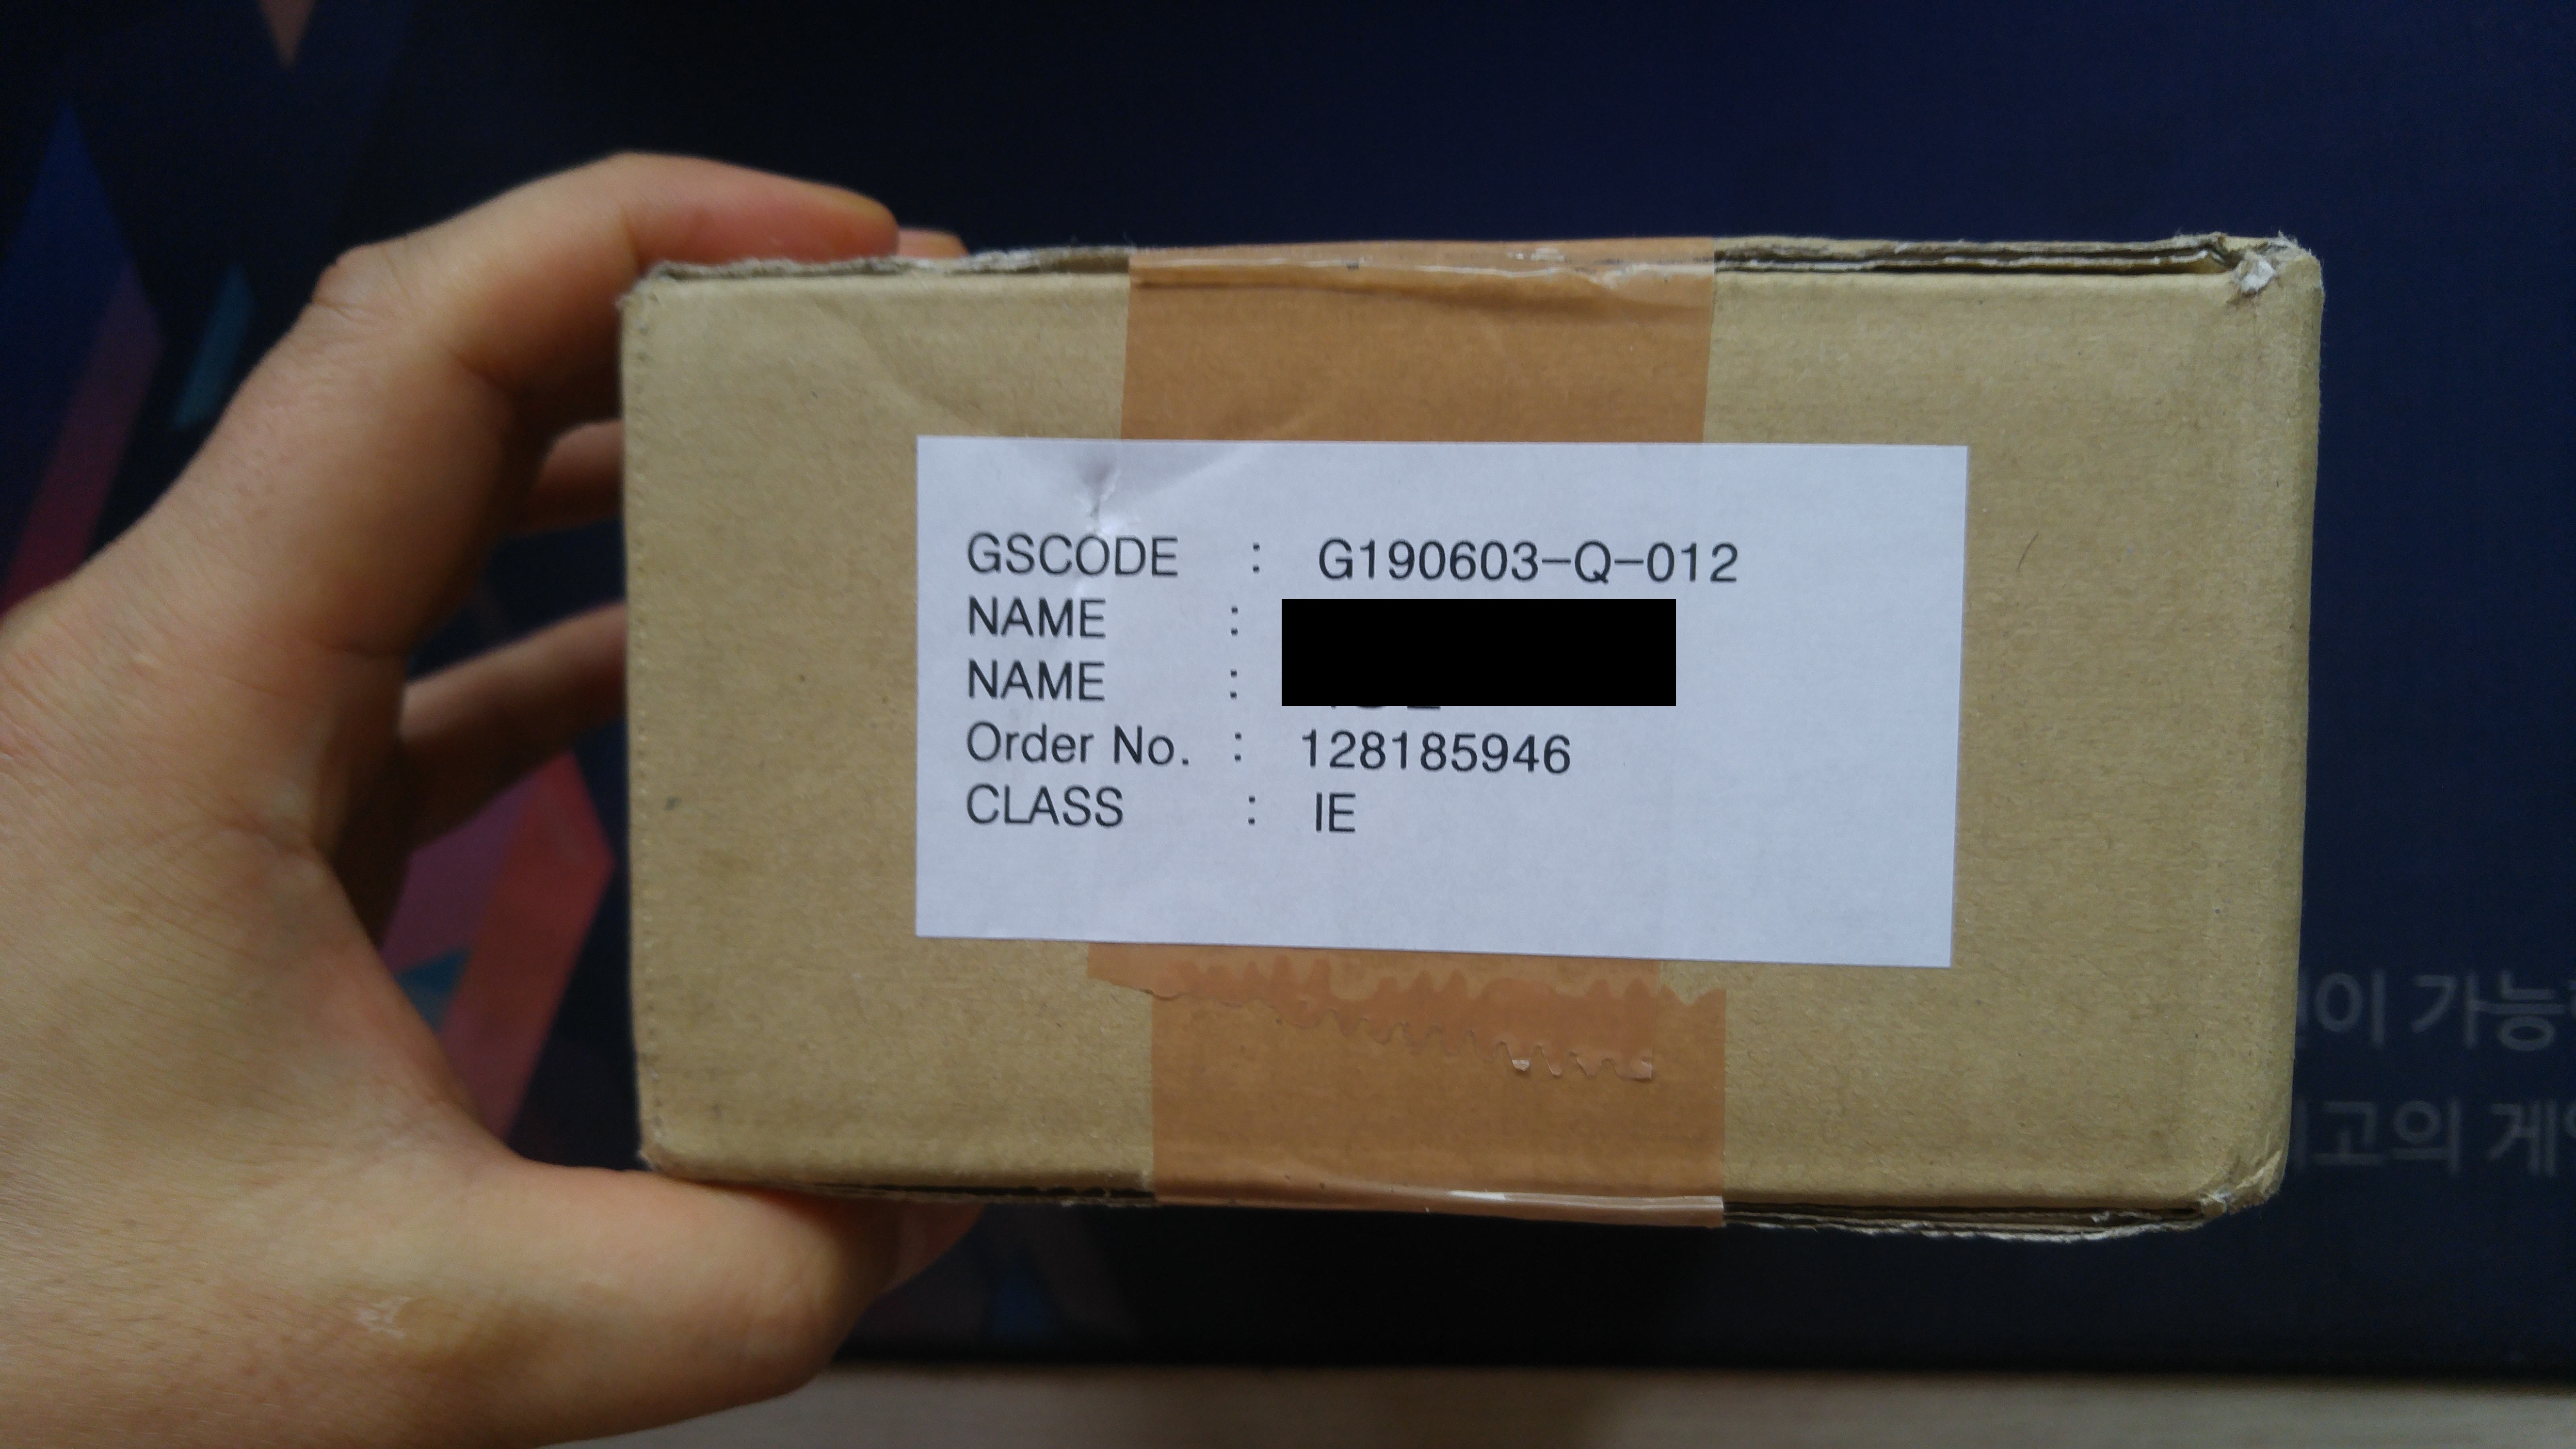 GSCODE : G190603-Q-012
NAME :
NAME :
Order No. : 128185946
CLASS : IE
이 가능
고의 게